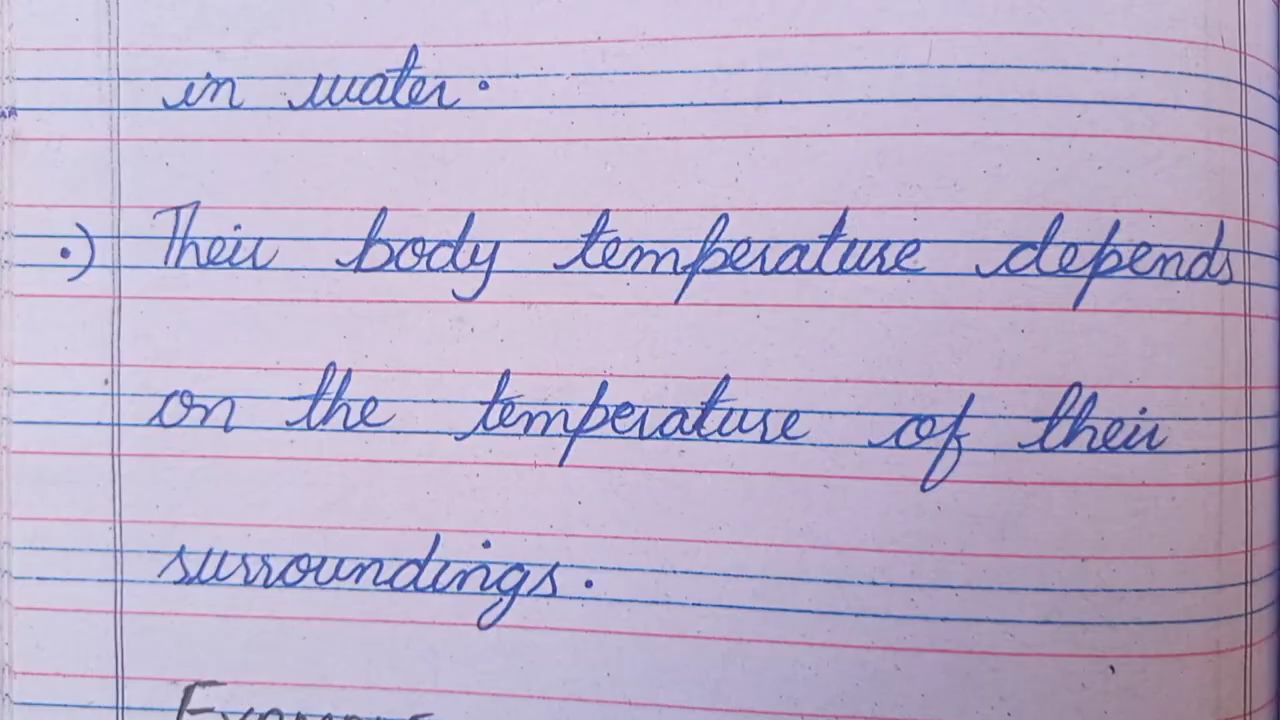 in water.
.) Their body temperature depends
on the temperature of their
surroundings.